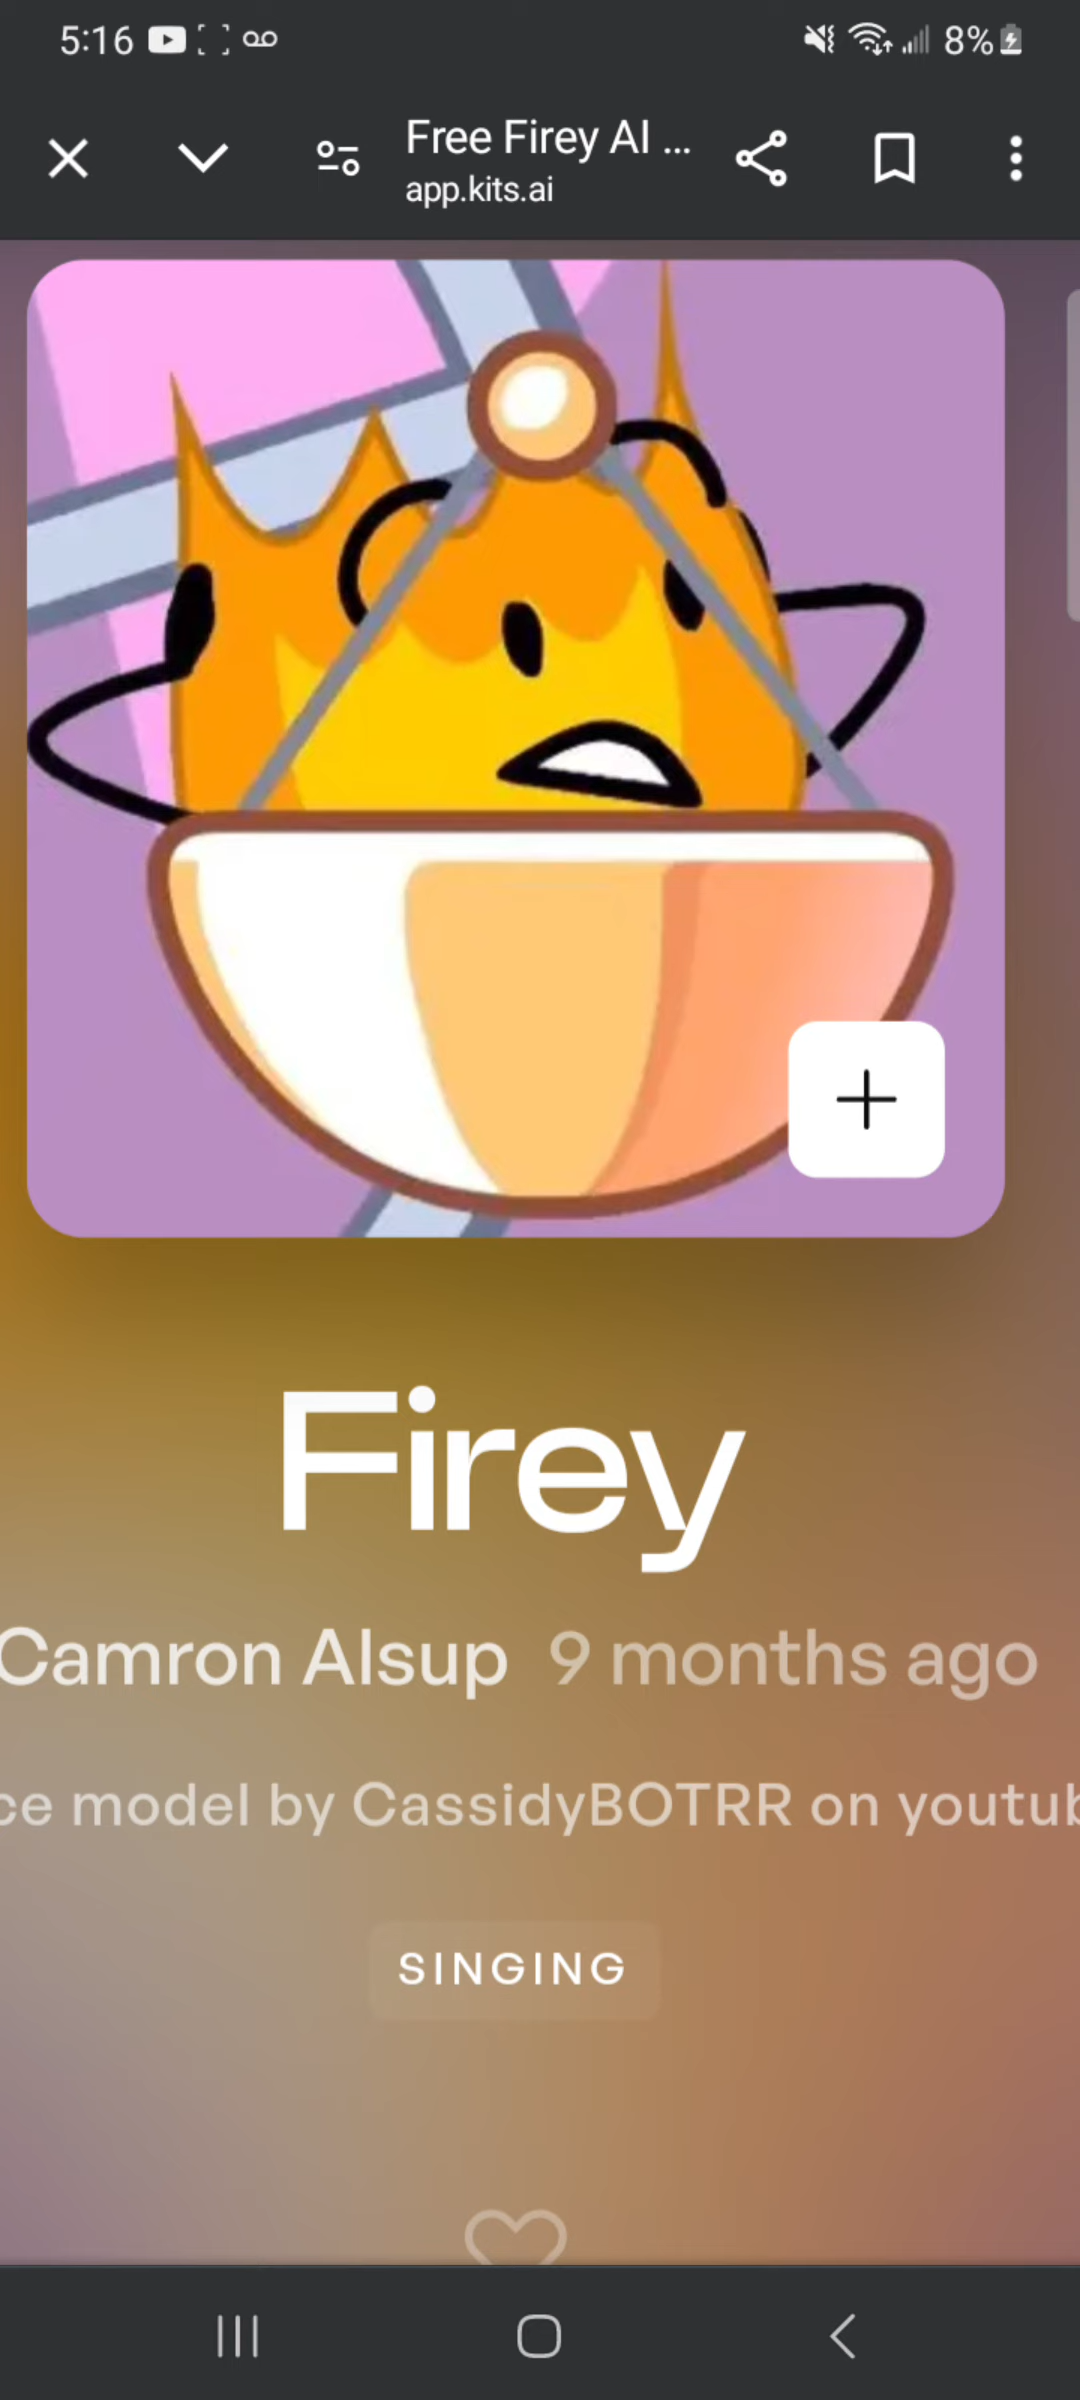 5:16
8%
Free Firey AI ...
app.kits.ai
Firey
Camron Alsup 9 months ago
ce model by CassidyBOTRR on youtub
SINGING